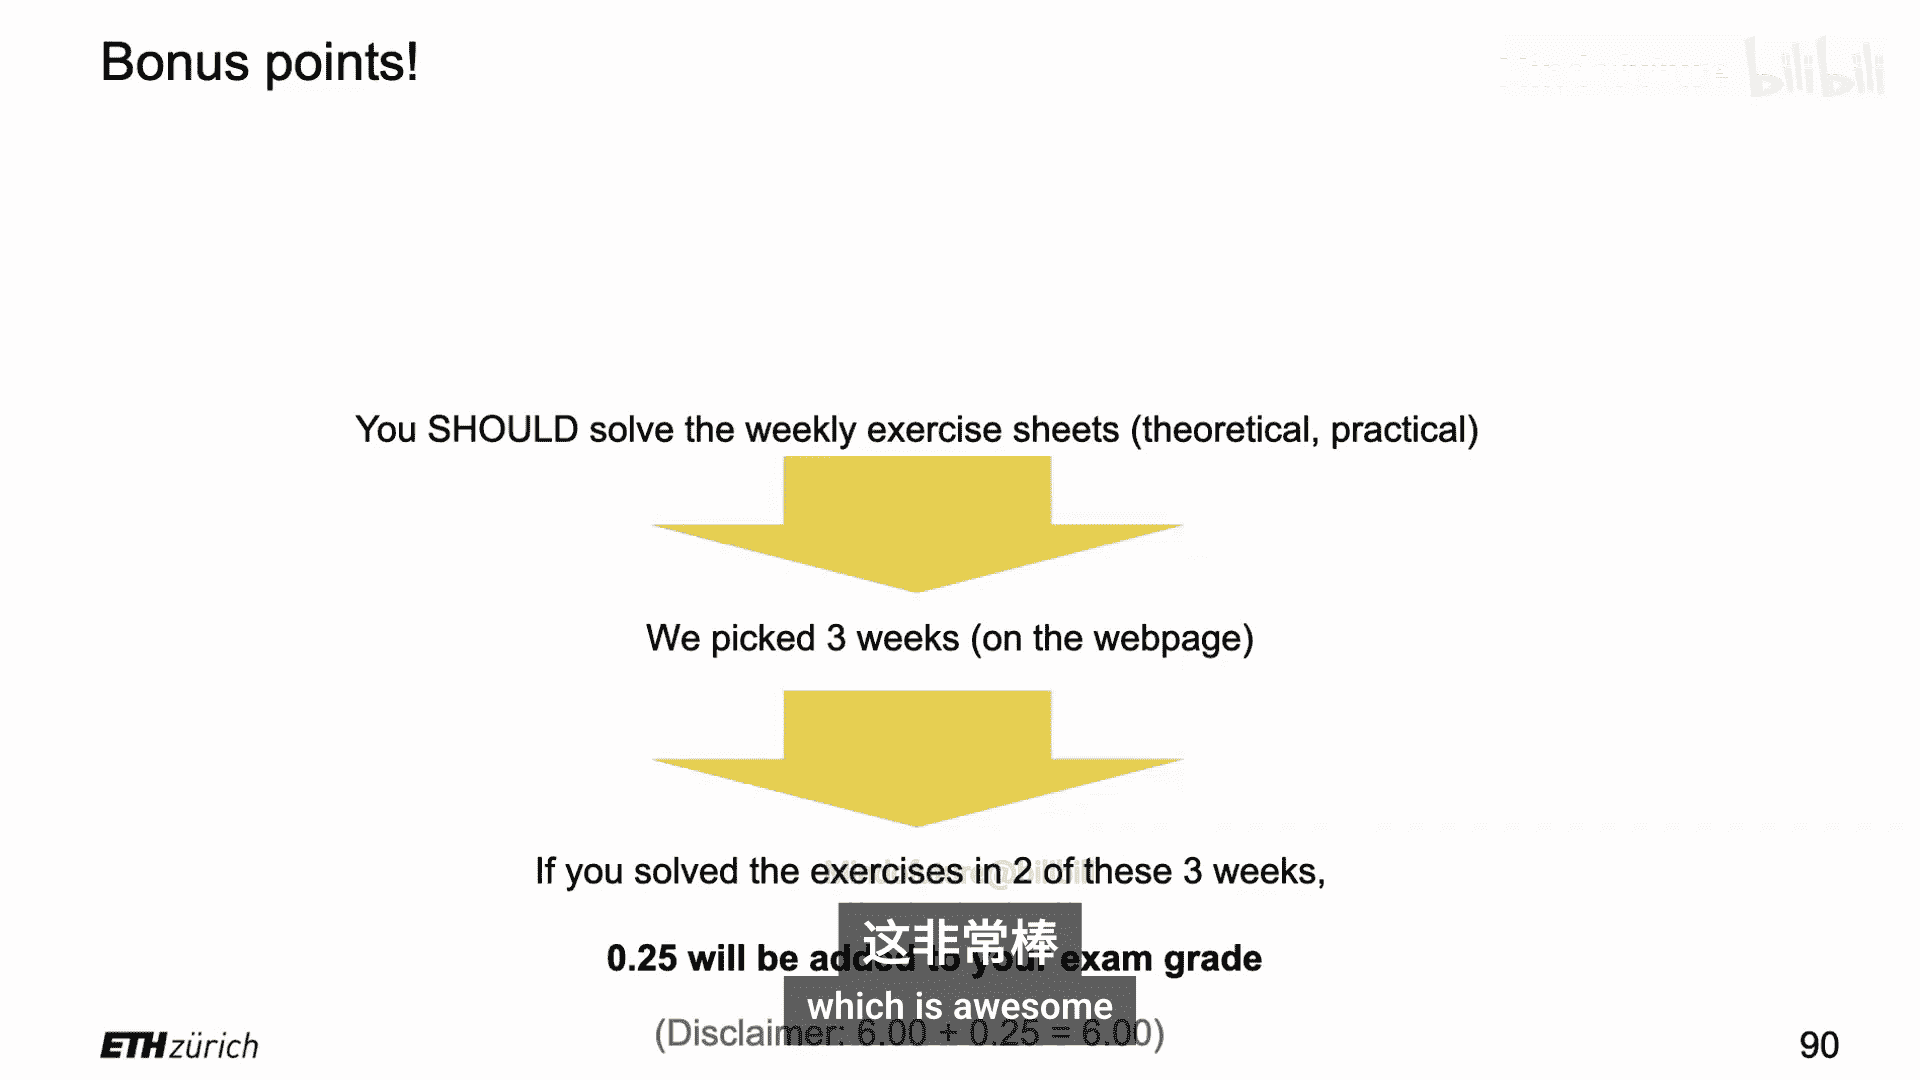 Bonus points!
bilibili
You SHOULD solve the weekly exercise sheets (theoretical, practical)
We picked 3 weeks (on the webpage)
If you solved the exercises in 2 of these 3 weeks,
这非常棒
0.25 will be added to your exam grade
which is awesome
(Disclaimer: 6.00 + 0.25 = 6.00)
ETH zürich
90